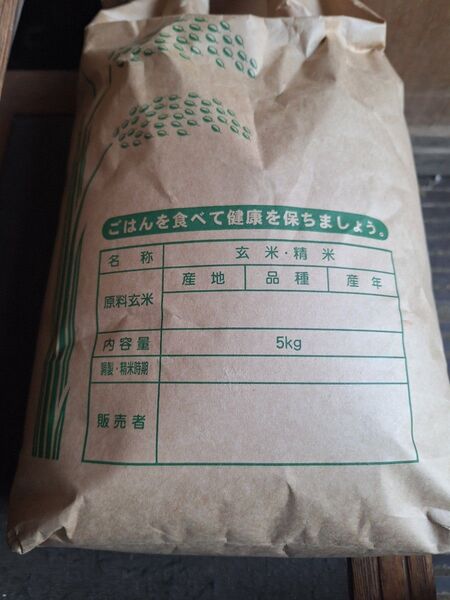 ごはんを食べて健康を保ちましょう。
名称 玄米・精米
原料玄米 産地 品種 産年
内容量 5kg
調製・精米時期
販売者